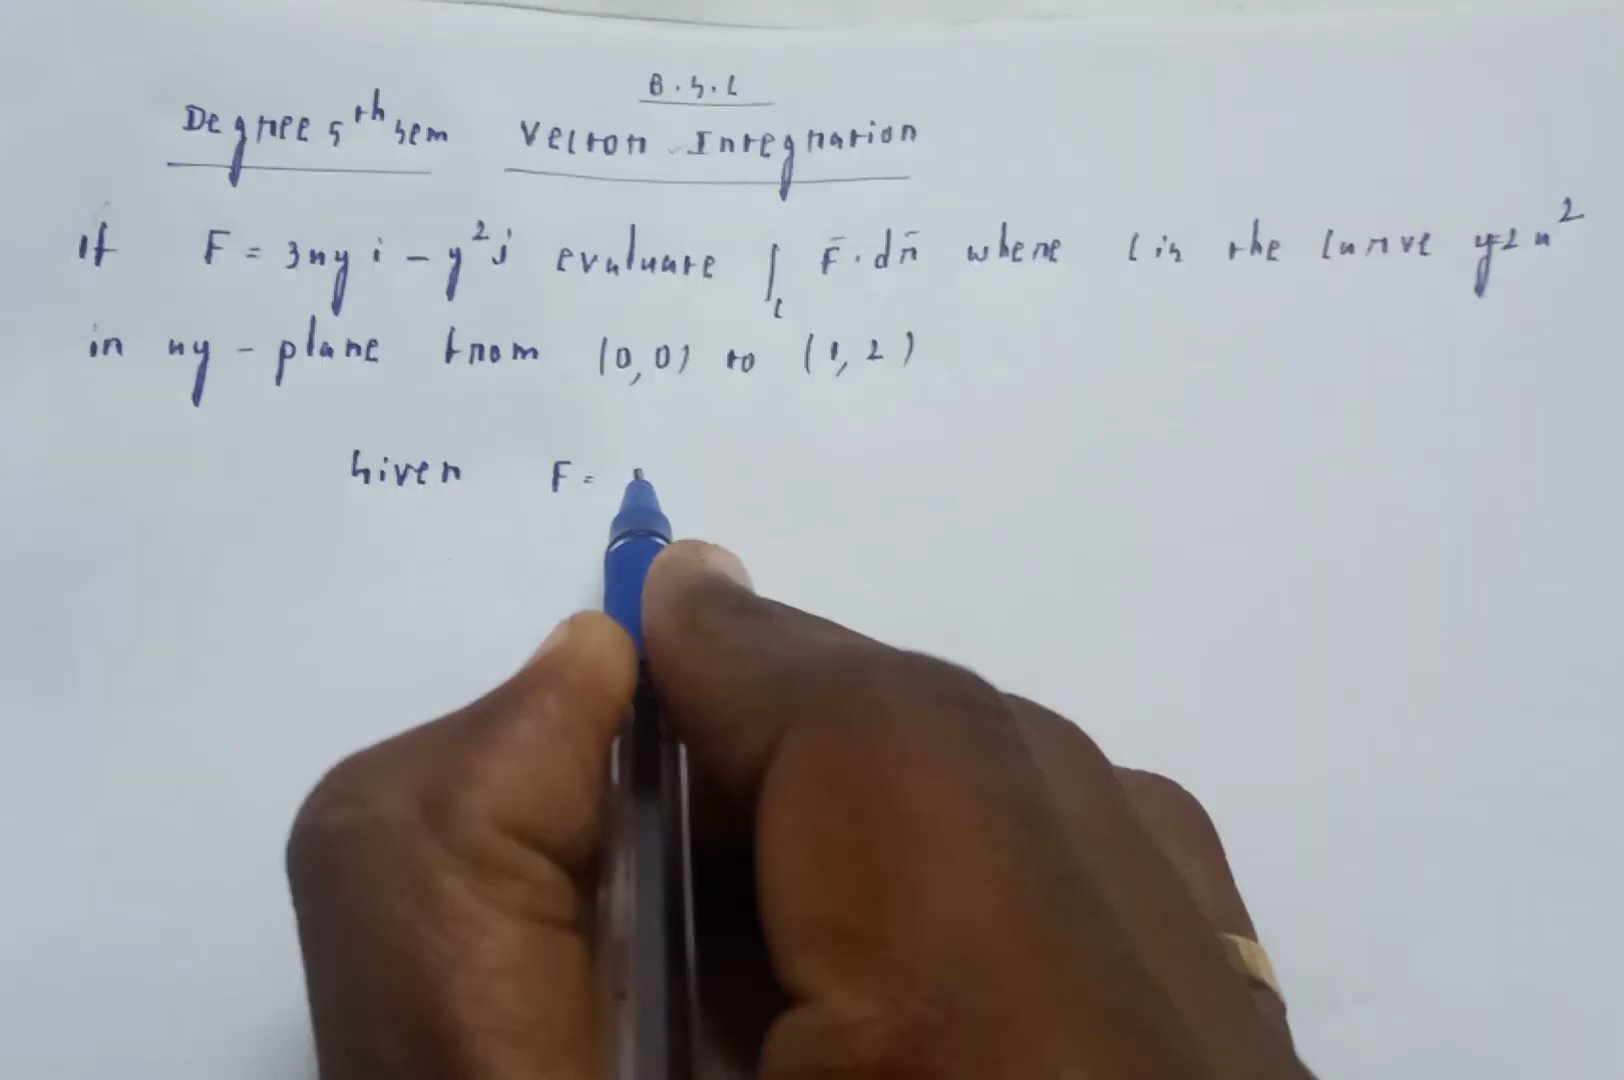 B.S.C
Degree 5th sem Vector Integration
If F = 3xy i - y²j evaluate ∫c F̄.dr̄ where C is the curve y=2x²
in xy-plane from (0,0) to (1,2)
Given F =